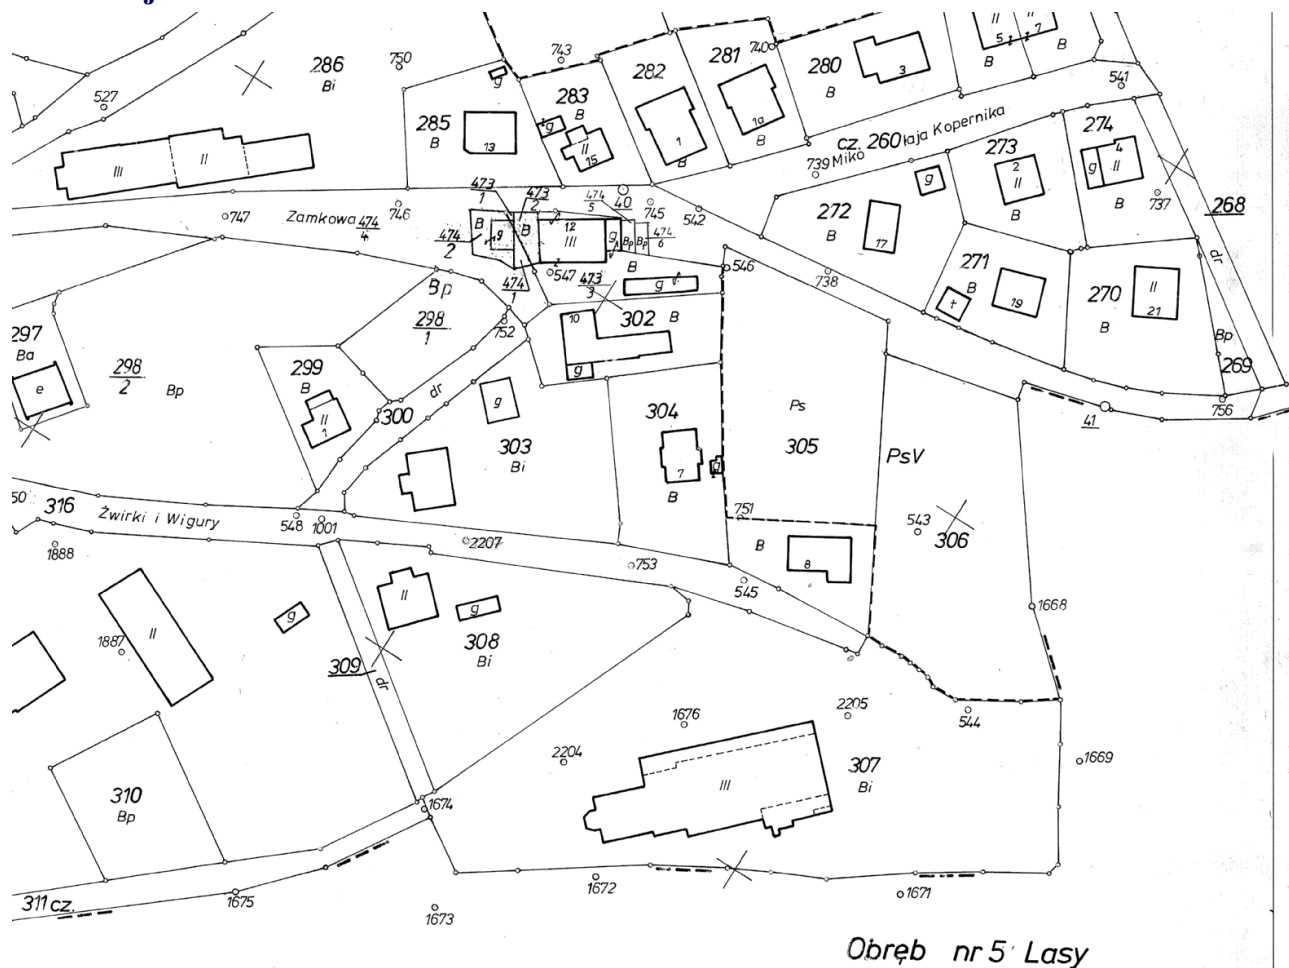 286
Bi
750
743
281
740
282
280
B
3
II
5
II
7
B
B
541
527
g
283
B
285
B
13
g
II
15
1
B
1a
B
cz. 260
łaja Kopernika
739 Miko
274
4
II
g
B
273
2
II
B
III
II
473
1
473
2
474
5
40
745
542
g
272
B
17
737
268
dr
747
Zamkowa
474
4
746
474
2
B
g
B
12
III
g
Bp
Bp
474
6
B
547
546
474
1
473
3
g
738
271
B
t
19
270
B
II
21
Bp
269
Bp
298
1
752
10
302
B
g
297
Ba
e
298
2
Bp
299
B
II
1
300
dr
g
303
Bi
304
7
B
g
Ps
305
PsV
41
756
50
316
Żwirki i Wigury
548
1001
2207
751
B
8
543
306
1888
753
545
II
g
308
Bi
1668
1887
II
g
309
dr
2205
544
1676
2204
III
307
Bi
1669
310
Bp
1674
311 cz.
1675
1673
1672
1671
Obręb nr 5 Lasy